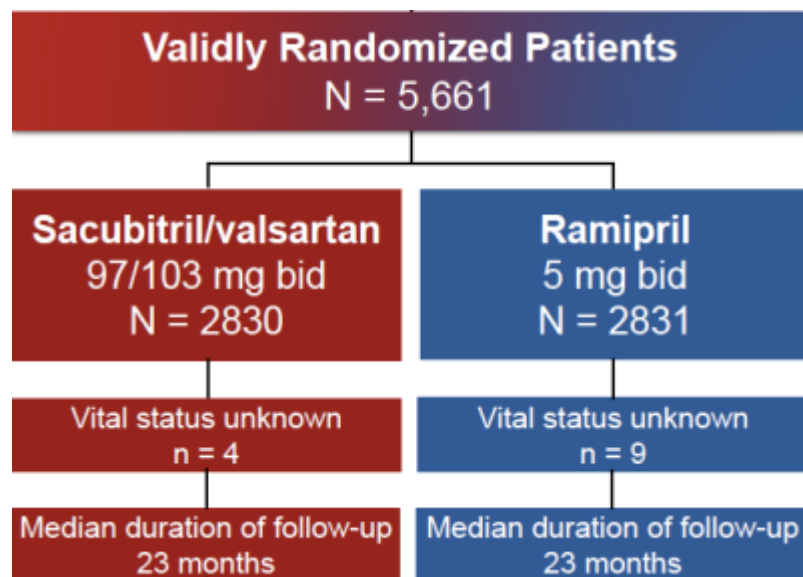 Validly Randomized Patients
N = 5,661
Sacubitril/valsartan
97/103 mg bid
N = 2830
Ramipril
5 mg bid
N = 2831
Vital status unknown
n = 4
Vital status unknown
n = 9
Median duration of follow-up
23 months
Median duration of follow-up
23 months